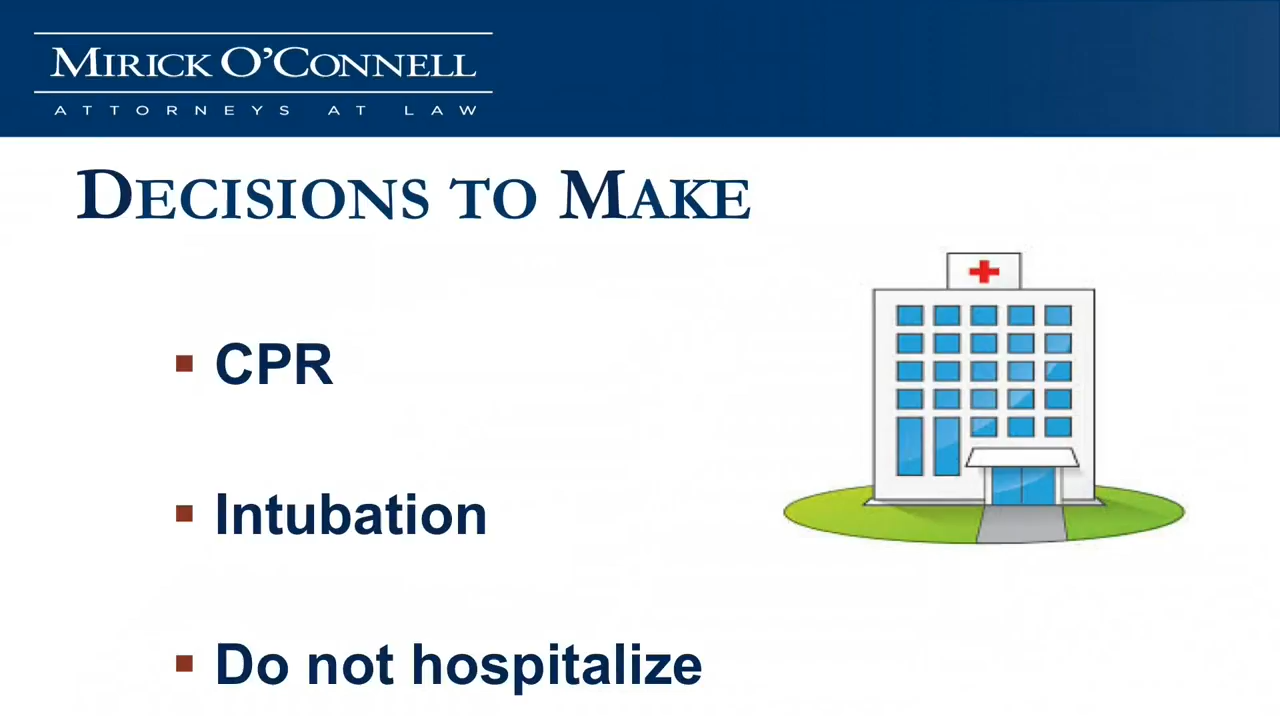 MIRICK O'CONNELL
ATTORNEYS AT LAW
DECISIONS TO MAKE
▪ CPR
▪ Intubation
▪ Do not hospitalize